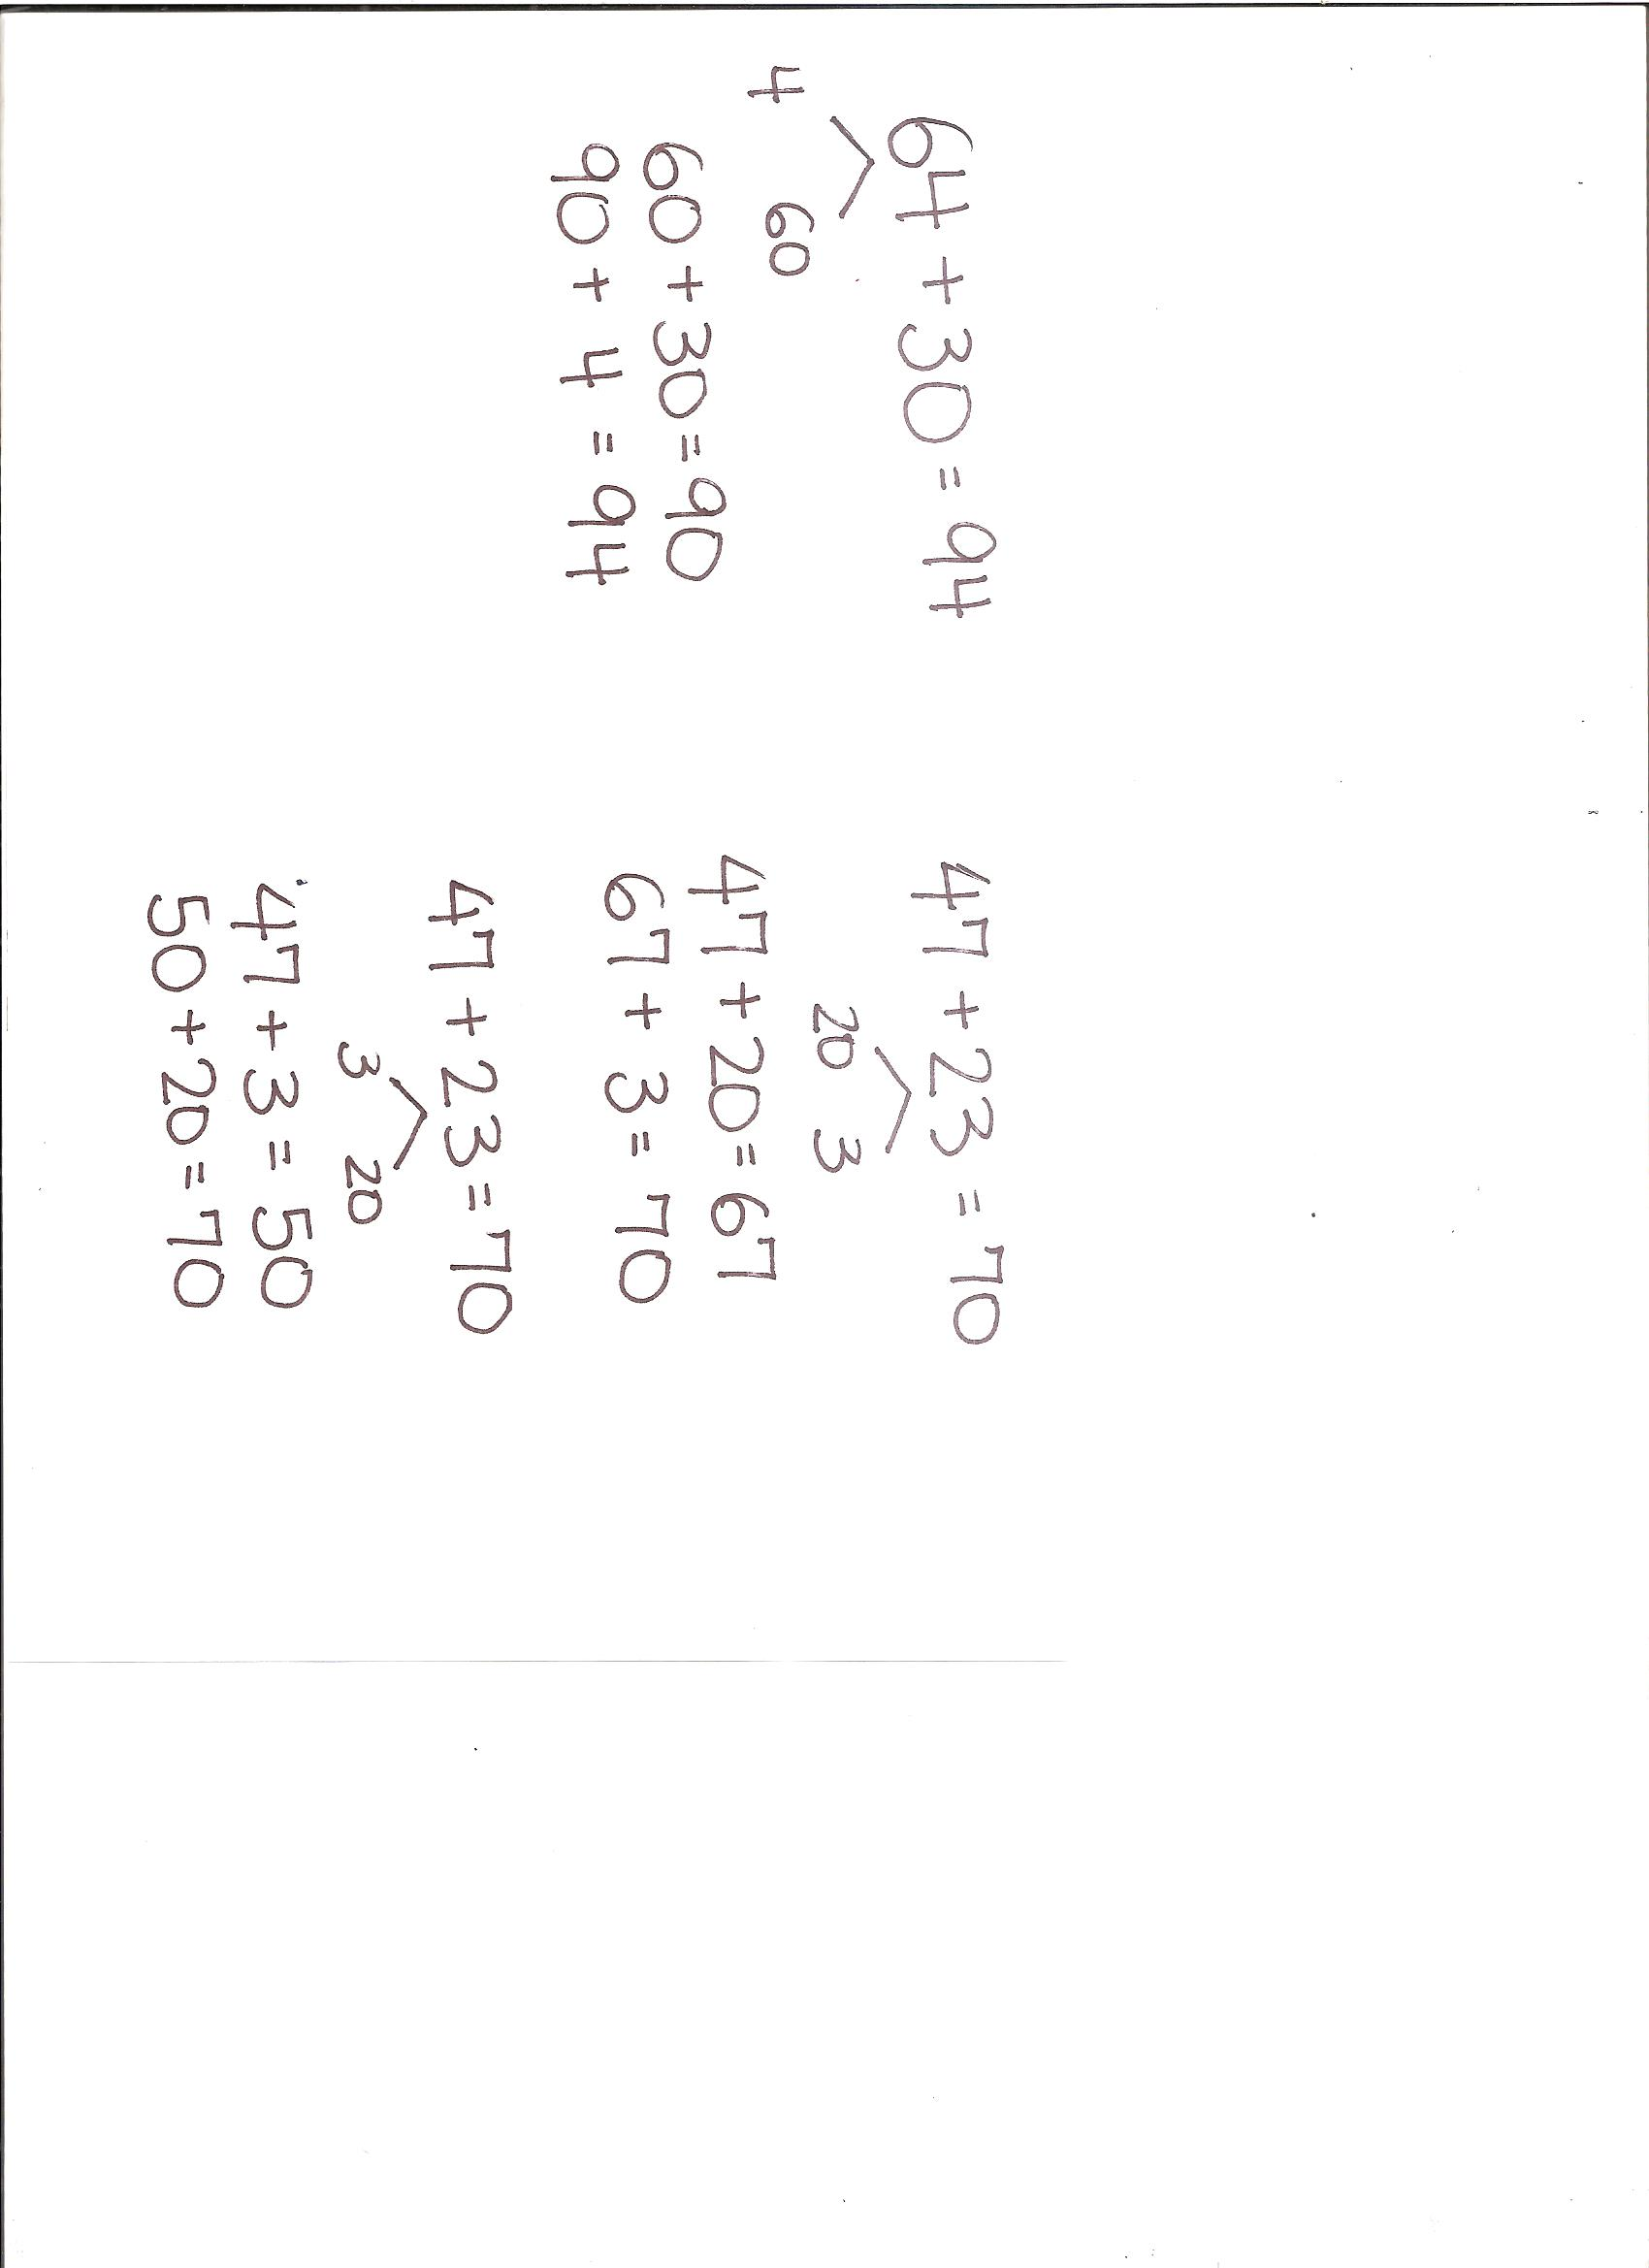 64 + 30 = 94
4 60
60 + 30 = 90
90 + 4 = 94
47 + 23 = 70
20 3
47 + 20 = 67
67 + 3 = 70
47 + 23 = 70
3 20
47 + 3 = 50
50 + 20 = 70